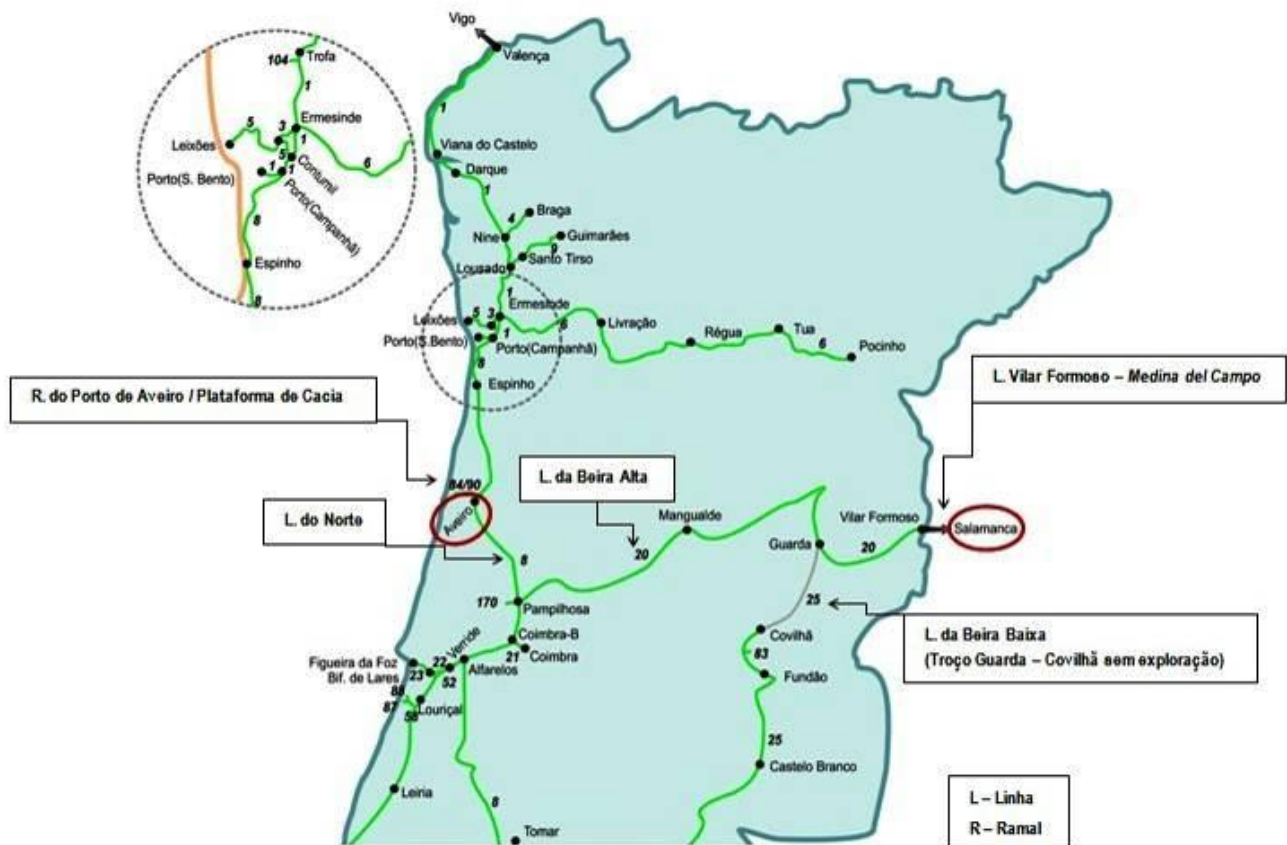 Vigo
Valença
Trofa
104
1
Ermesinde
5
3
1
Leixões
5
6
Contumil
1
1
Porto(S. Bento)
Porto(Campanhã)
8
Espinho
8
1
Viana do Castelo
Darque
1
4
Braga
Guimarães
Nine
9
Santo Tirso
Lousado
1
Ermesinde
Leixões
5
3
6
Livração
Porto(S.Bento)
1
Porto(Campanhã)
Régua
Tua
6
Pocinho
8
Espinho
R. do Porto de Aveiro / Plataforma de Cacia
L. Vilar Formoso – Medina del Campo
84/90
L. da Beira Alta
Aveiro
L. do Norte
Mangualde
Vilar Formoso
Salamanca
20
Guarda
20
8
170
Pampilhosa
25
Coimbra-B
21
Coimbra
Covilhã
83
L. da Beira Baixa
(Troço Guarda – Covilhã sem exploração)
Verride
Figueira da Foz
22
Bif. de Lares
23
52
Alfarelos
Fundão
88
87
58
Louriçal
25
Castelo Branco
Leiria
8
Tomar
L – Linha
R – Ramal